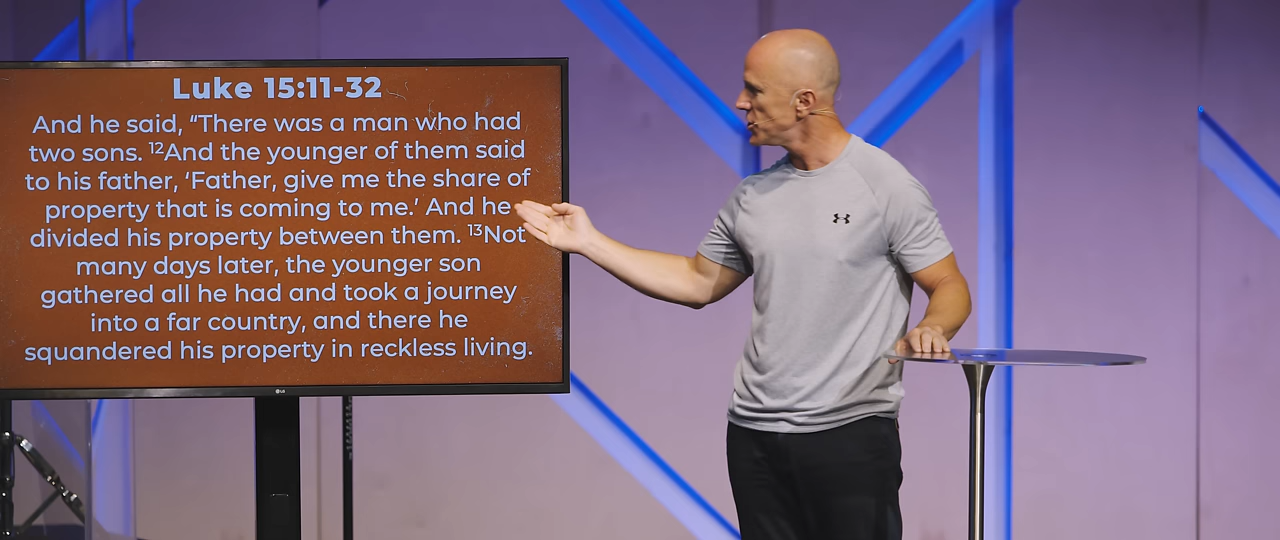 Luke 15:11-32
And he said, “There was a man who had
two sons. ¹²And the younger of them said
to his father, ‘Father, give me the share of
property that is coming to me.’ And he
divided his property between them. ¹³Not
many days later, the younger son
gathered all he had and took a journey
into a far country, and there he
squandered his property in reckless living.
LG